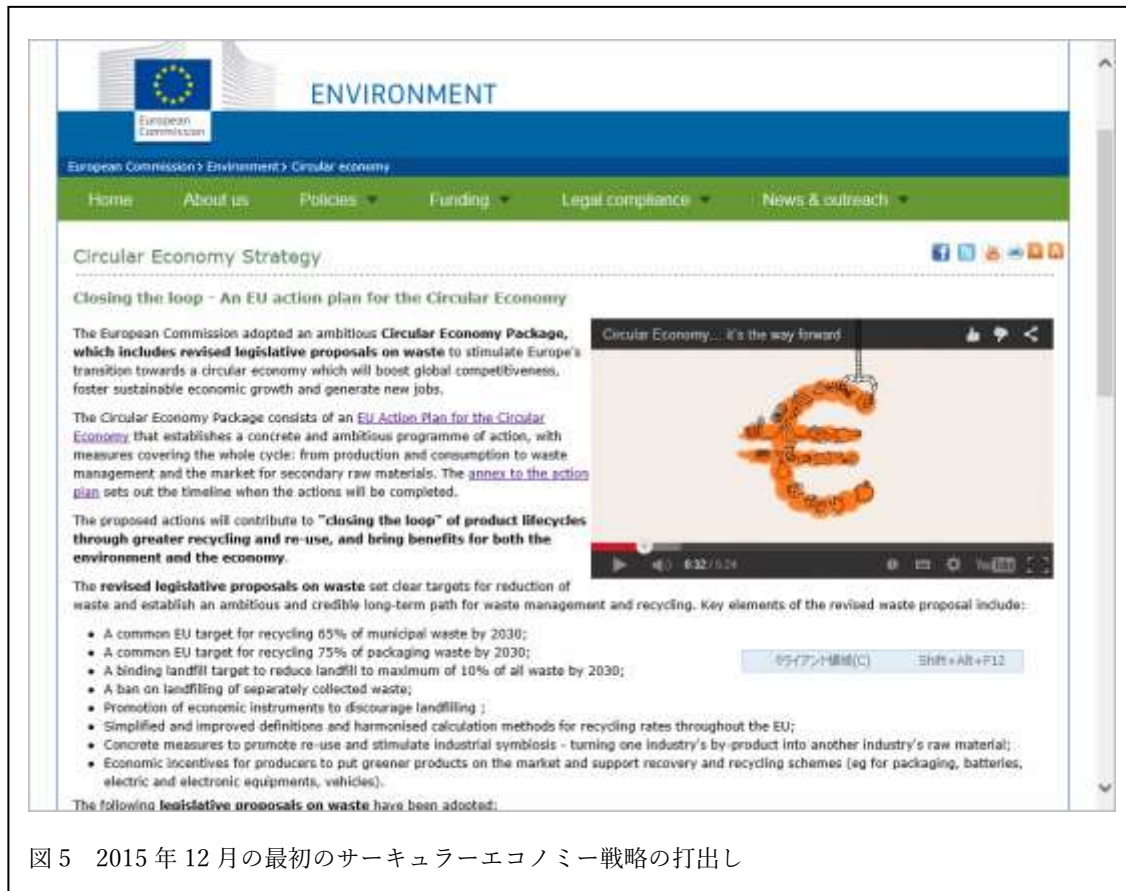 European
Commission
ENVIRONMENT
European Commission > Environment > Circular economy
Home About us Policies Funding Legal compliance News & outreach
Circular Economy Strategy
Closing the loop - An EU action plan for the Circular Economy
The European Commission adopted an ambitious Circular Economy Package,
which includes revised legislative proposals on waste to stimulate Europe's
transition towards a circular economy which will boost global competitiveness,
foster sustainable economic growth and generate new jobs.
The Circular Economy Package consists of an EU Action Plan for the Circular
Economy that establishes a concrete and ambitious programme of action, with
measures covering the whole cycle: from production and consumption to waste
management and the market for secondary raw materials. The annex to the action
plan sets out the timeline when the actions will be completed.
The proposed actions will contribute to "closing the loop" of product lifecycles
through greater recycling and re-use, and bring benefits for both the
environment and the economy.
Circular Economy... it's the way forward
YouTube
The revised legislative proposals on waste set clear targets for reduction of
waste and establish an ambitious and credible long-term path for waste management and recycling. Key elements of the revised waste proposal include:
• A common EU target for recycling 65% of municipal waste by 2030;
• A common EU target for recycling 75% of packaging waste by 2030;
• A binding landfill target to reduce landfill to maximum of 10% of all waste by 2030;
• A ban on landfilling of separately collected waste;
• Promotion of economic instruments to discourage landfilling ;
• Simplified and improved definitions and harmonised calculation methods for recycling rates throughout the EU;
• Concrete measures to promote re-use and stimulate industrial symbiosis - turning one industry's by-product into another industry's raw material;
• Economic incentives for producers to put greener products on the market and support recovery and recycling schemes (eg for packaging, batteries,
electric and electronic equipments, vehicles).
クライアント領域(C) Shift+Alt+F12
The following legislative proposals on waste have been adopted:
図 5 2015 年 12 月の最初のサーキュラーエコノミー戦略の打出し